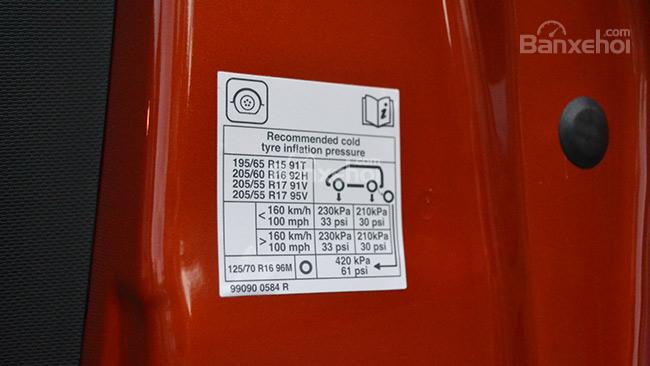 .com
Banxehoi
Recommended cold
tyre inflation pressure
195/65 R15 91T
205/60 R16 92H
205/55 R17 91V
205/55 R17 95V
< 160 km/h 230kPa 210kPa
100 mph 33 psi 30 psi
> 160 km/h 230kPa 210kPa
100 mph 33 psi 30 psi
125/70 R16 96M 420 kPa
61 psi
99090 0584 R